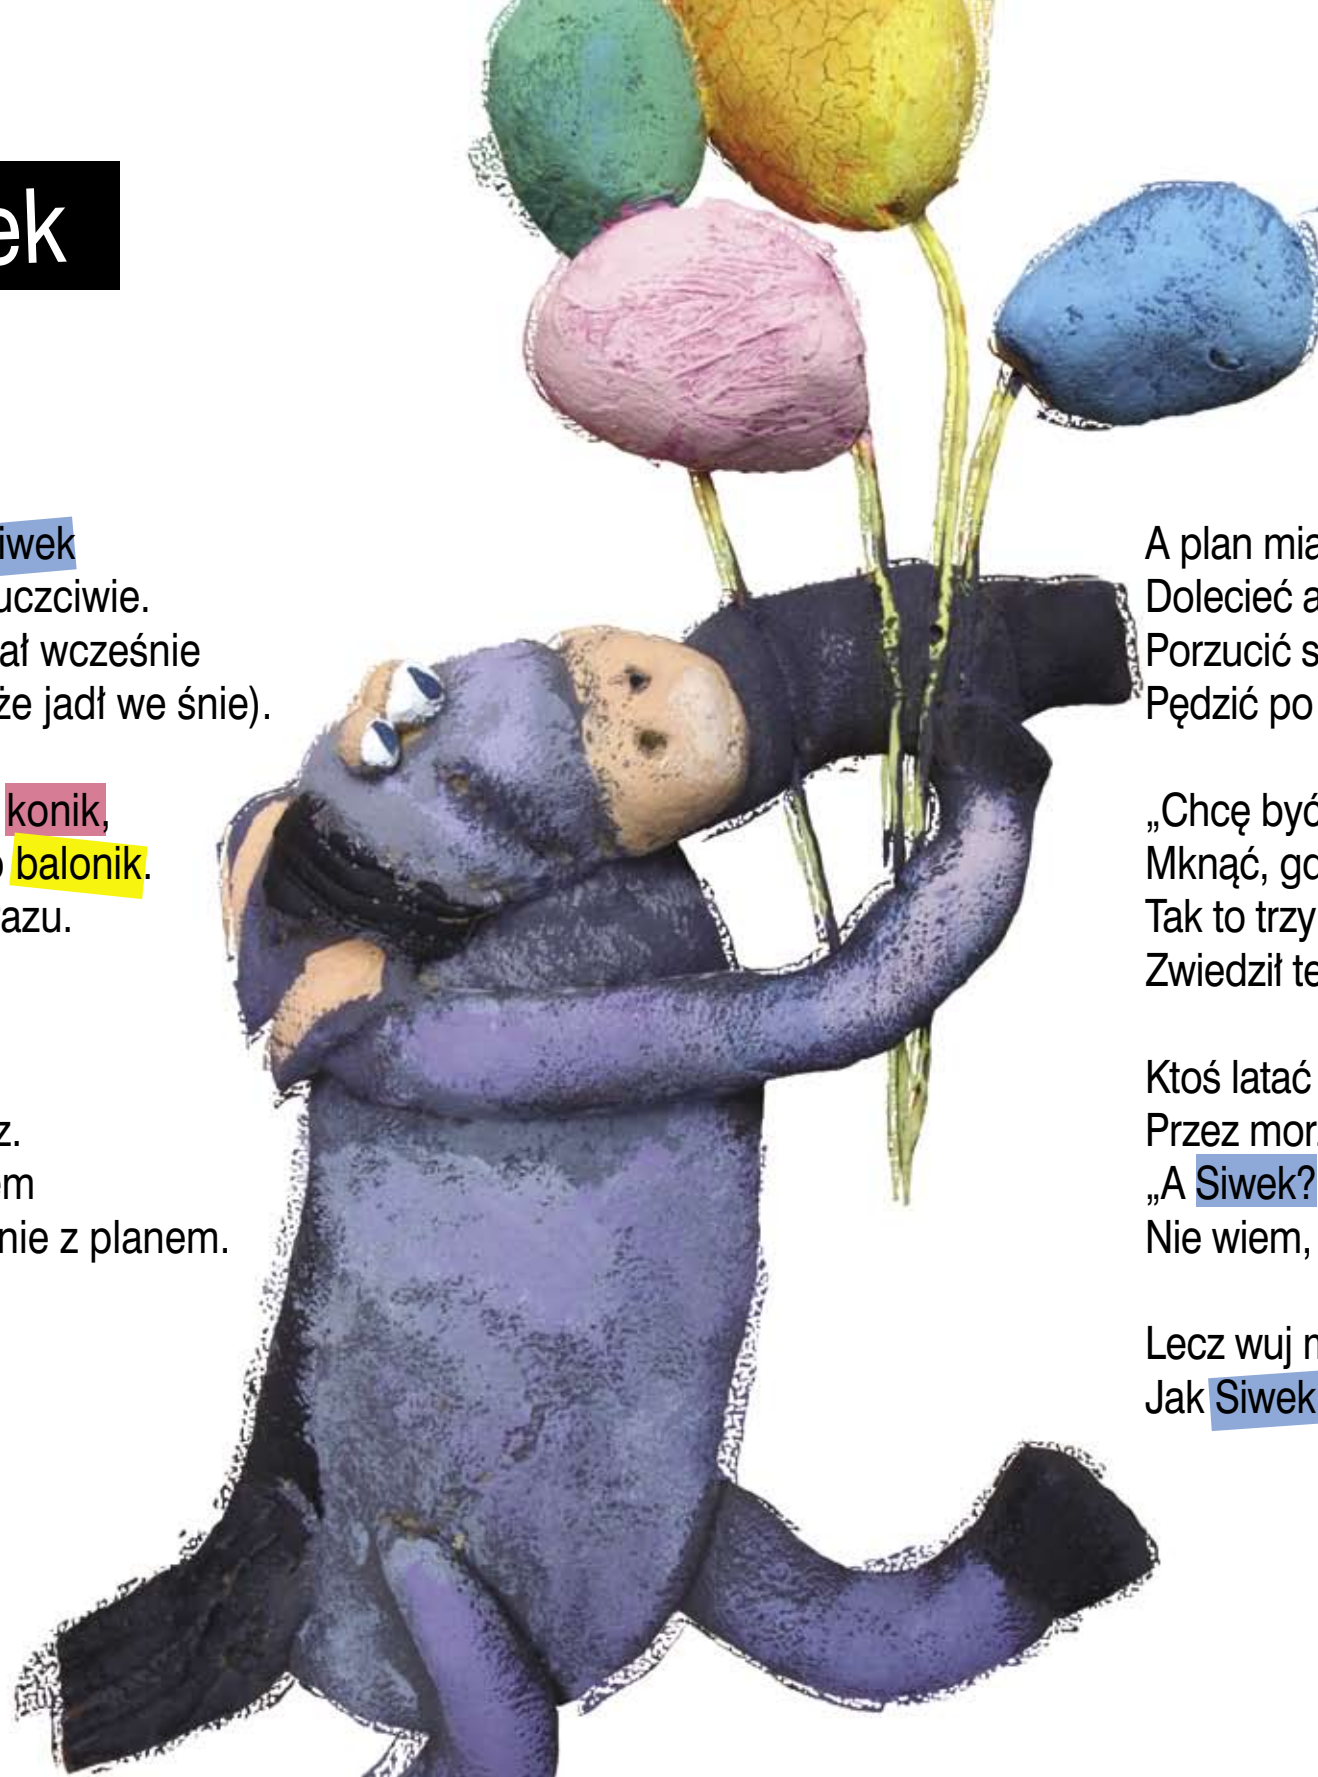 ek
iwek
uczciwie.
ał wcześnie
że jadł we śnie).
konik,
o balonik.
azu.
z.
em
nie z planem.
A plan mia
Dolecieć a
Porzucić s
Pędzić po
„Chcę być
Mknąć, gd
Tak to trzy
Zwiedził te
Ktoś latać
Przez morz
„A Siwek?
Nie wiem,
Lecz wuj m
Jak Siwek